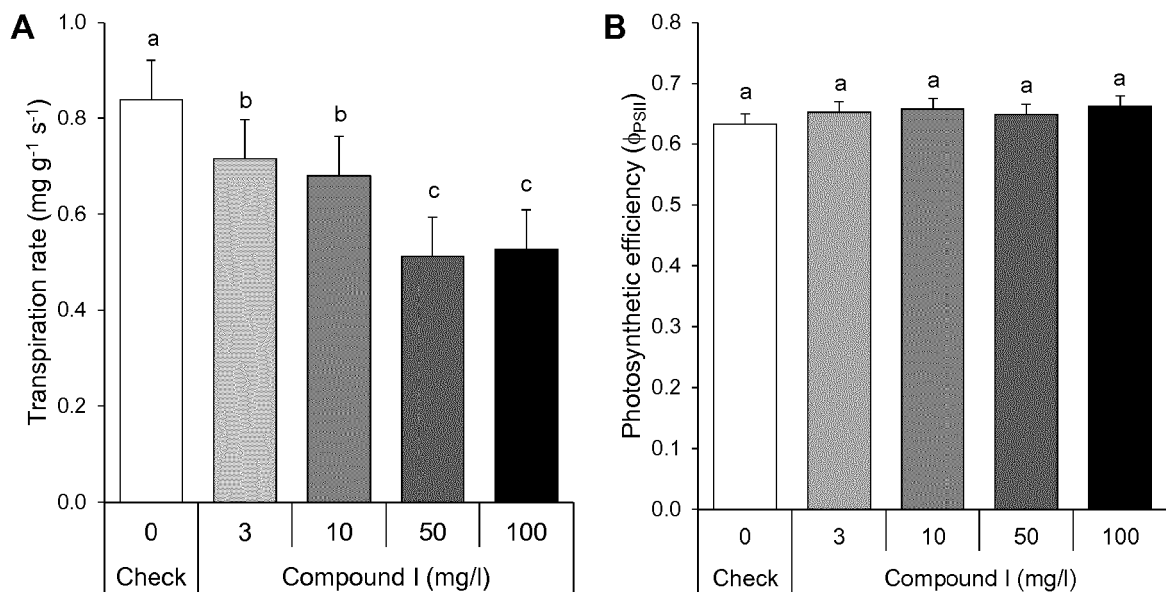 A
Transpiration rate (mg g⁻¹ s⁻¹)
1.0
0.8
0.6
0.4
0.2
0.0
a
b
b
c
c
0 3 10 50 100
Check Compound I (mg/l)
B
Photosynthetic efficiency (ϕPSII)
0.8
0.7
0.6
0.5
0.4
0.3
0.2
0.1
0.0
a
a
a
a
a
0 3 10 50 100
Check Compound I (mg/l)